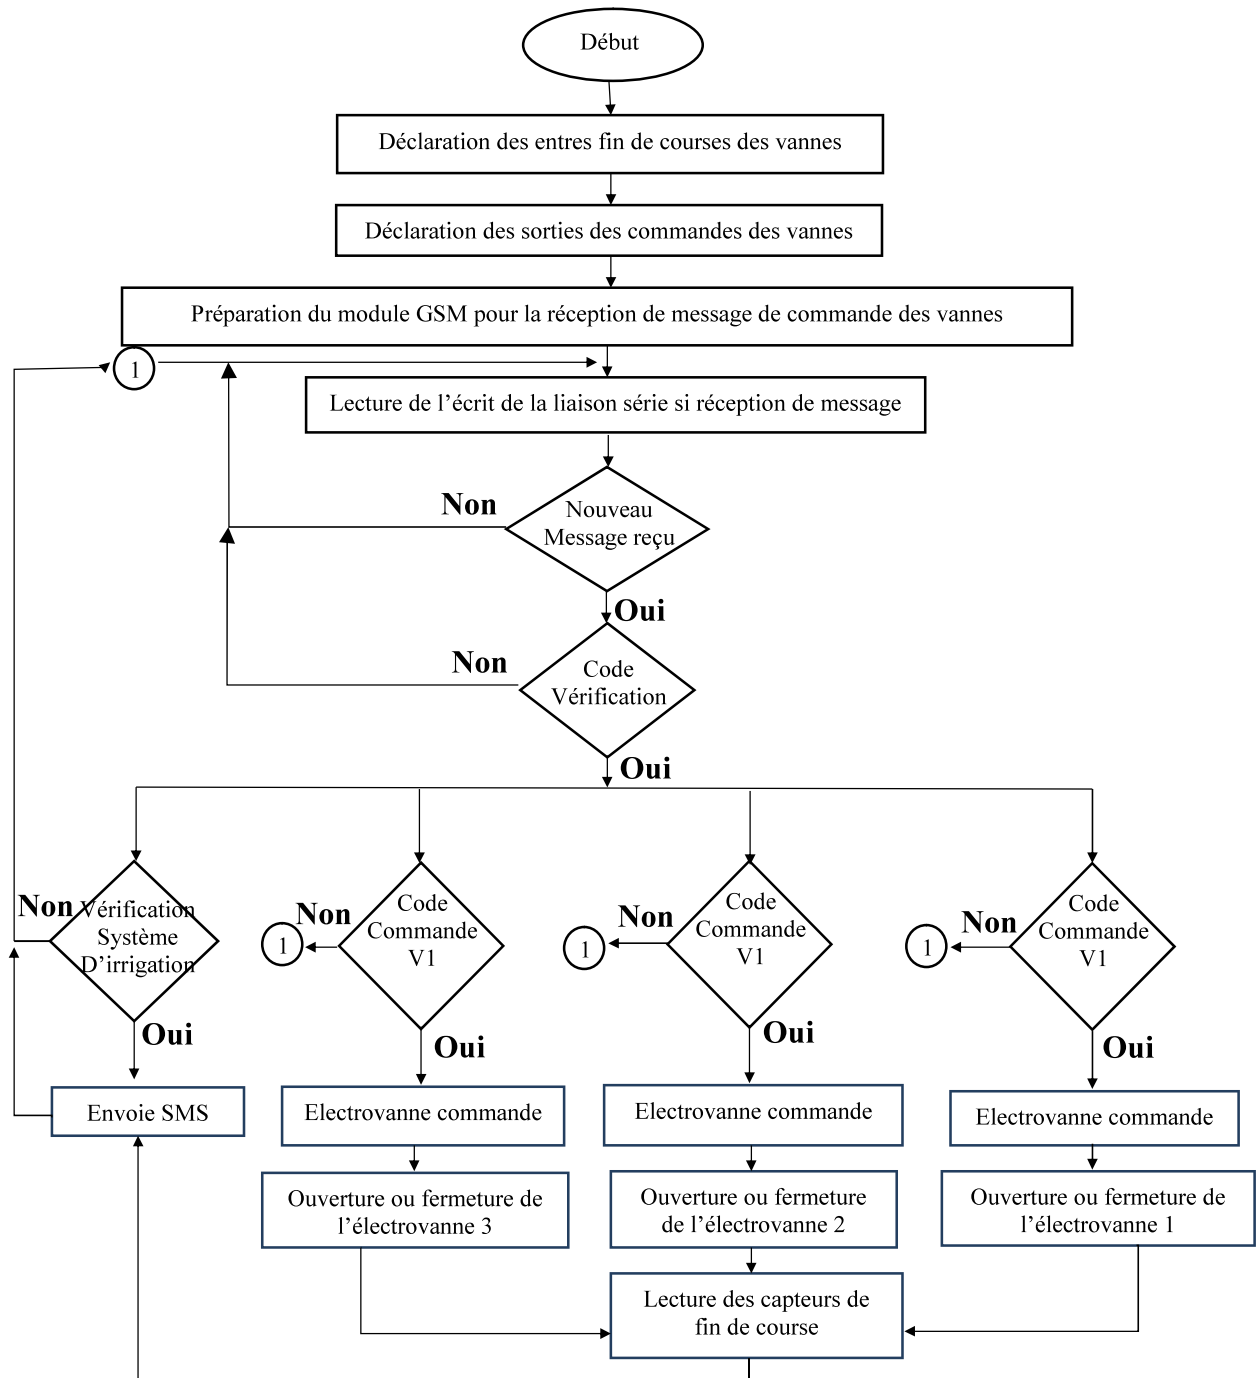 Début
Déclaration des entres fin de courses des vannes
Déclaration des sorties des commandes des vannes
Préparation du module GSM pour la réception de message de commande des vannes
1
Lecture de l’écrit de la liaison série si réception de message
Non
Nouveau
Message reçu
Oui
Non
Code
Vérification
Oui
Non
Vérification
Système
D’irrigation
Oui
1
Non
Code
Commande
V1
Oui
1
Non
Code
Commande
V1
Oui
1
Non
Code
Commande
V1
Oui
Envoie SMS
Electrovanne commande
Electrovanne commande
Electrovanne commande
Ouverture ou fermeture de
l’électrovanne 3
Ouverture ou fermeture
de l’électrovanne 2
Ouverture ou fermeture de
l’électrovanne 1
Lecture des capteurs de
fin de course